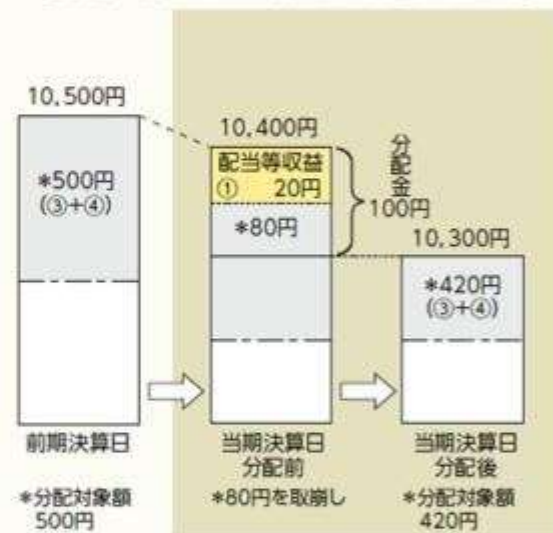 10,500円
*500円
(③+④)
前期決算日
*分配対象額
500円
10,400円
配当等収益
① 20円
*80円
分配金
100円
当期決算日
分配前
*80円を取崩し
10,300円
*420円
(③+④)
当期決算日
分配後
*分配対象額
420円